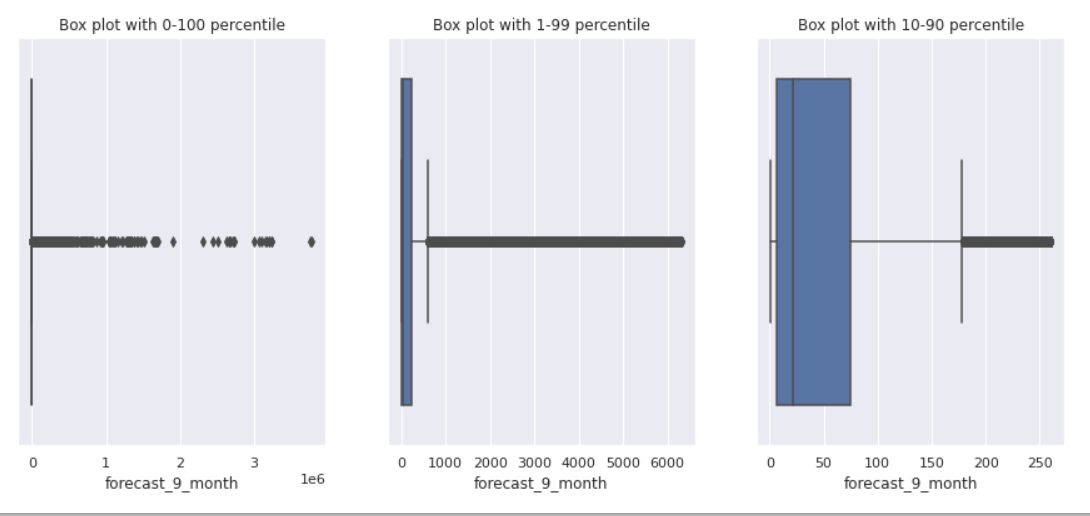 Box plot with 0-100 percentile
0 1 2 3
1e6
forecast_9_month
Box plot with 1-99 percentile
0 1000 2000 3000 4000 5000 6000
forecast_9_month
Box plot with 10-90 percentile
0 50 100 150 200 250
forecast_9_month